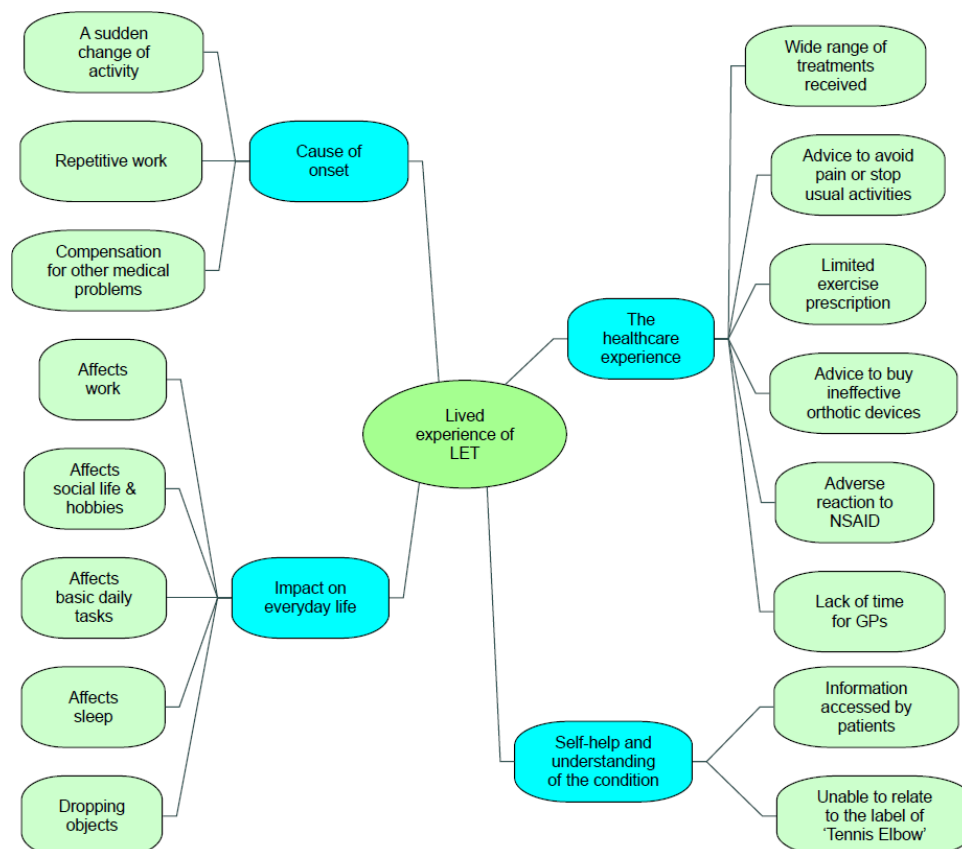 A sudden
change of
activity
Repetitive work
Compensation
for other medical
problems
Cause of
onset
Affects
work
Affects
social life &
hobbies
Affects
basic daily
tasks
Affects
sleep
Dropping
objects
Impact on
everyday life
Lived
experience of
LET
The
healthcare
experience
Wide range of
treatments
received
Advice to avoid
pain or stop
usual activities
Limited
exercise
prescription
Advice to buy
ineffective
orthotic devices
Adverse
reaction to
NSAID
Lack of time
for GPs
Self-help and
understanding
of the condition
Information
accessed by
patients
Unable to relate
to the label of
‘Tennis Elbow’